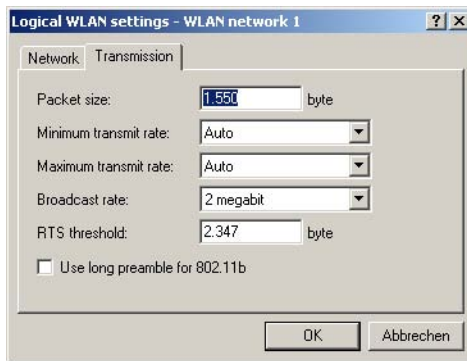 Logical WLAN settings - WLAN network 1
Network Transmission
Packet size: 1.550 byte
Minimum transmit rate: Auto
Maximum transmit rate: Auto
Broadcast rate: 2 megabit
RTS threshold: 2.347 byte
Use long preamble for 802.11b
OK Abbrechen